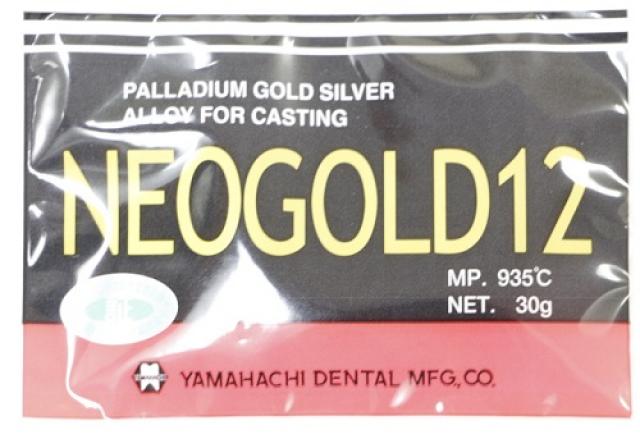 PALLADIUM GOLD SILVER
ALLOY FOR CASTING
NEOGOLD12
MP. 935℃
NET. 30g
YAMAHACHI DENTAL MFG.,CO.